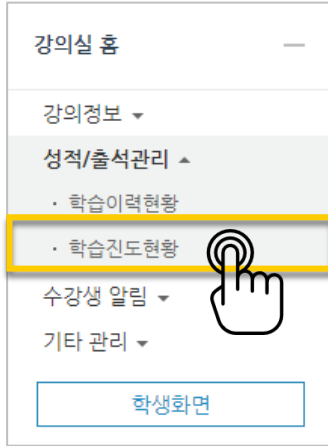 강의실 홈
강의정보
성적/출석관리
· 학습이력현황
· 학습진도현황
수강생 알림
기타 관리
학생화면